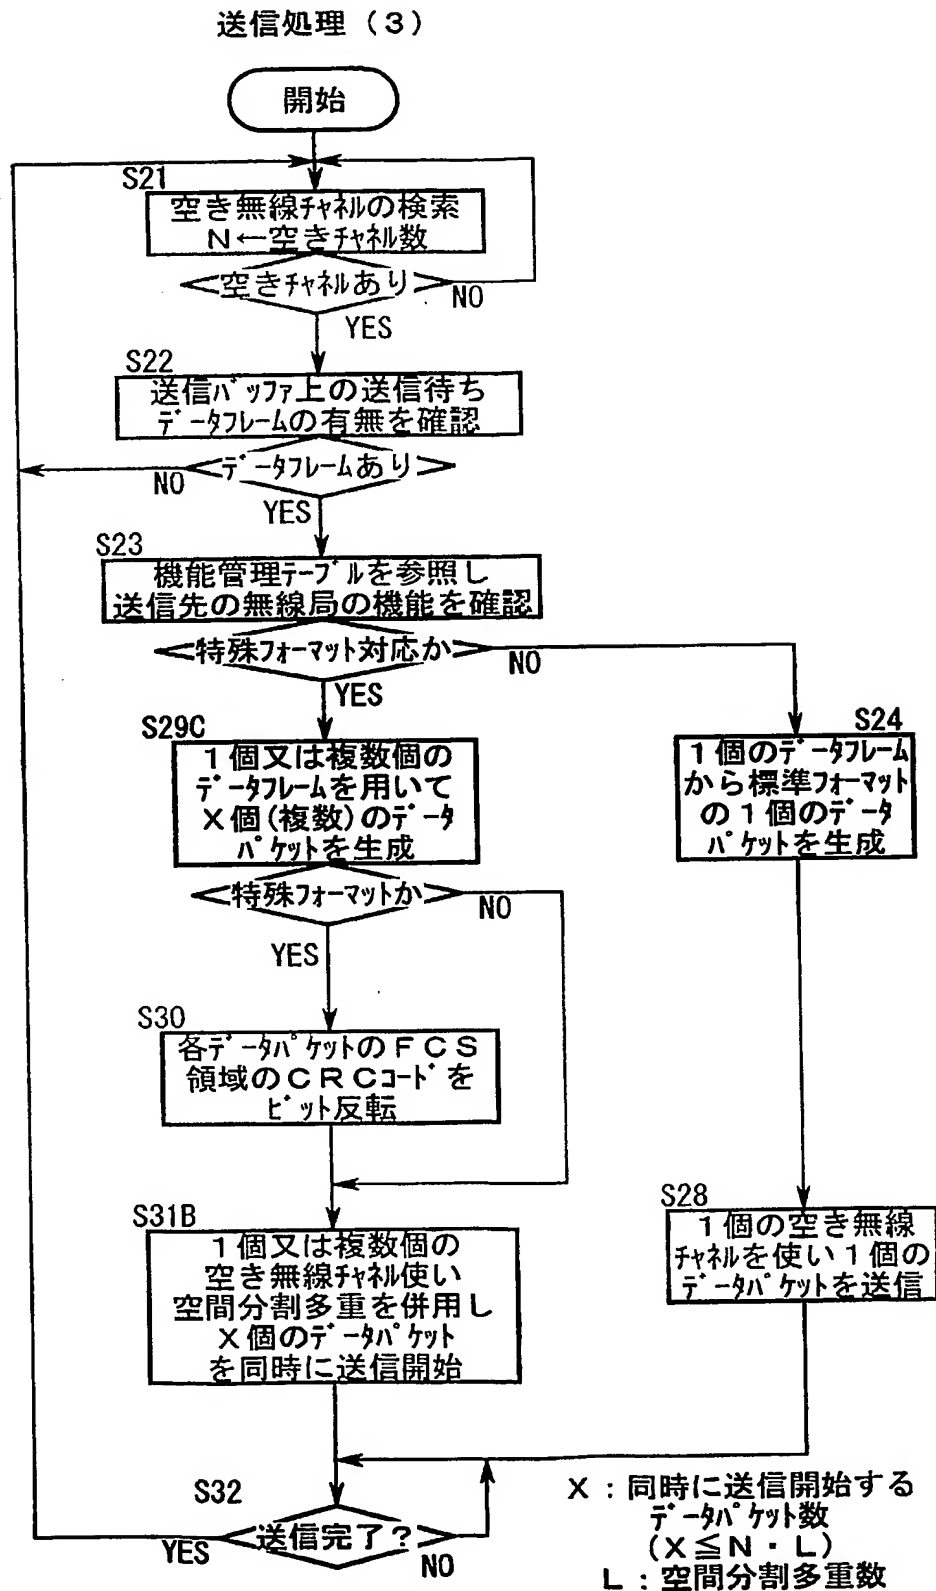 送信処理（３）
開始
S21
空き無線ﾁｬﾈﾙの検索
Ｎ←空きﾁｬﾈﾙ数
空きﾁｬﾈﾙあり
NO
YES
S22
送信ﾊﾞｯﾌｧ上の送信待ち
ﾃﾞｰﾀﾌﾚｰﾑの有無を確認
ﾃﾞｰﾀﾌﾚｰﾑあり
NO
YES
S23
機能管理ﾃｰﾌﾞﾙを参照し
送信先の無線局の機能を確認
特殊ﾌｫｰﾏｯﾄ対応か
NO
YES
S29C
１個又は複数個の
ﾃﾞｰﾀﾌﾚｰﾑを用いて
Ｘ個(複数)のﾃﾞｰﾀ
ﾊﾟｹｯﾄを生成
S24
１個のﾃﾞｰﾀﾌﾚｰﾑ
から標準ﾌｫｰﾏｯﾄ
の１個のﾃﾞｰﾀ
ﾊﾟｹｯﾄを生成
特殊ﾌｫｰﾏｯﾄか
NO
YES
S30
各ﾃﾞｰﾀﾊﾟｹｯﾄのＦＣＳ
領域のＣＲＣｺｰﾄﾞを
ﾋﾞｯﾄ反転
S31B
１個又は複数個の
空き無線ﾁｬﾈﾙ使い
空間分割多重を併用し
Ｘ個のﾃﾞｰﾀﾊﾟｹｯﾄ
を同時に送信開始
S28
１個の空き無線
ﾁｬﾈﾙを使い１個の
ﾃﾞｰﾀﾊﾟｹｯﾄを送信
S32
送信完了？
YES
NO
Ｘ：同時に送信開始する
ﾃﾞｰﾀﾊﾟｹｯﾄ数
（Ｘ≦Ｎ・Ｌ）
Ｌ：空間分割多重数